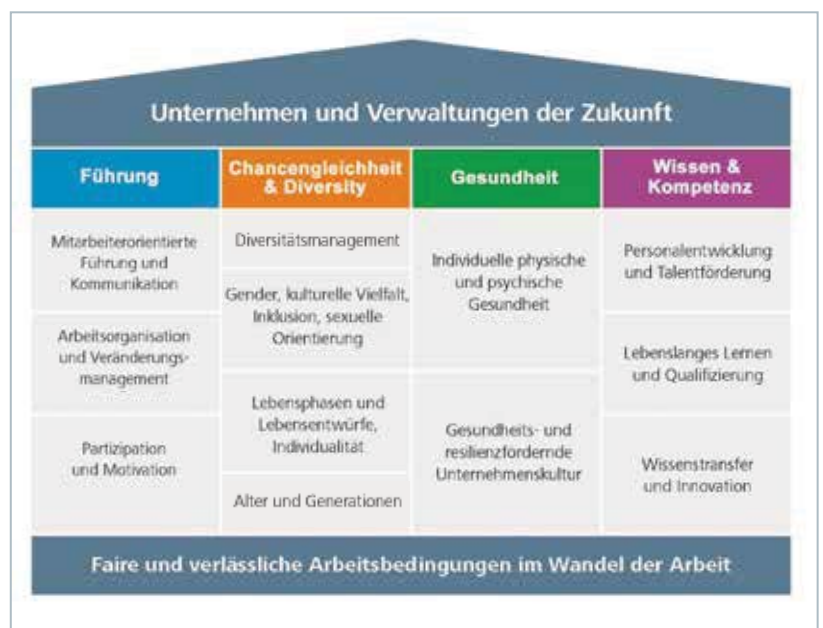 Unternehmen und Verwaltungen der Zukunft
Führung
Chancengleichheit
& Diversity
Gesundheit
Wissen &
Kompetenz
Mitarbeiterorientierte
Führung und
Kommunikation
Arbeitsorganisation
und Veränderungs-
management
Partizipation
und Motivation
Diversitätsmanagement
Gender, kulturelle Vielfalt,
Inklusion, sexuelle
Orientierung
Lebensphasen und
Lebensentwürfe,
Individualität
Alter und Generationen
Individuelle physische
und psychische
Gesundheit
Gesundheits- und
resilienzfördernde
Unternehmenskultur
Personalentwicklung
und Talentförderung
Lebenslanges Lernen
und Qualifizierung
Wissenstransfer
und Innovation
Faire und verlässliche Arbeitsbedingungen im Wandel der Arbeit